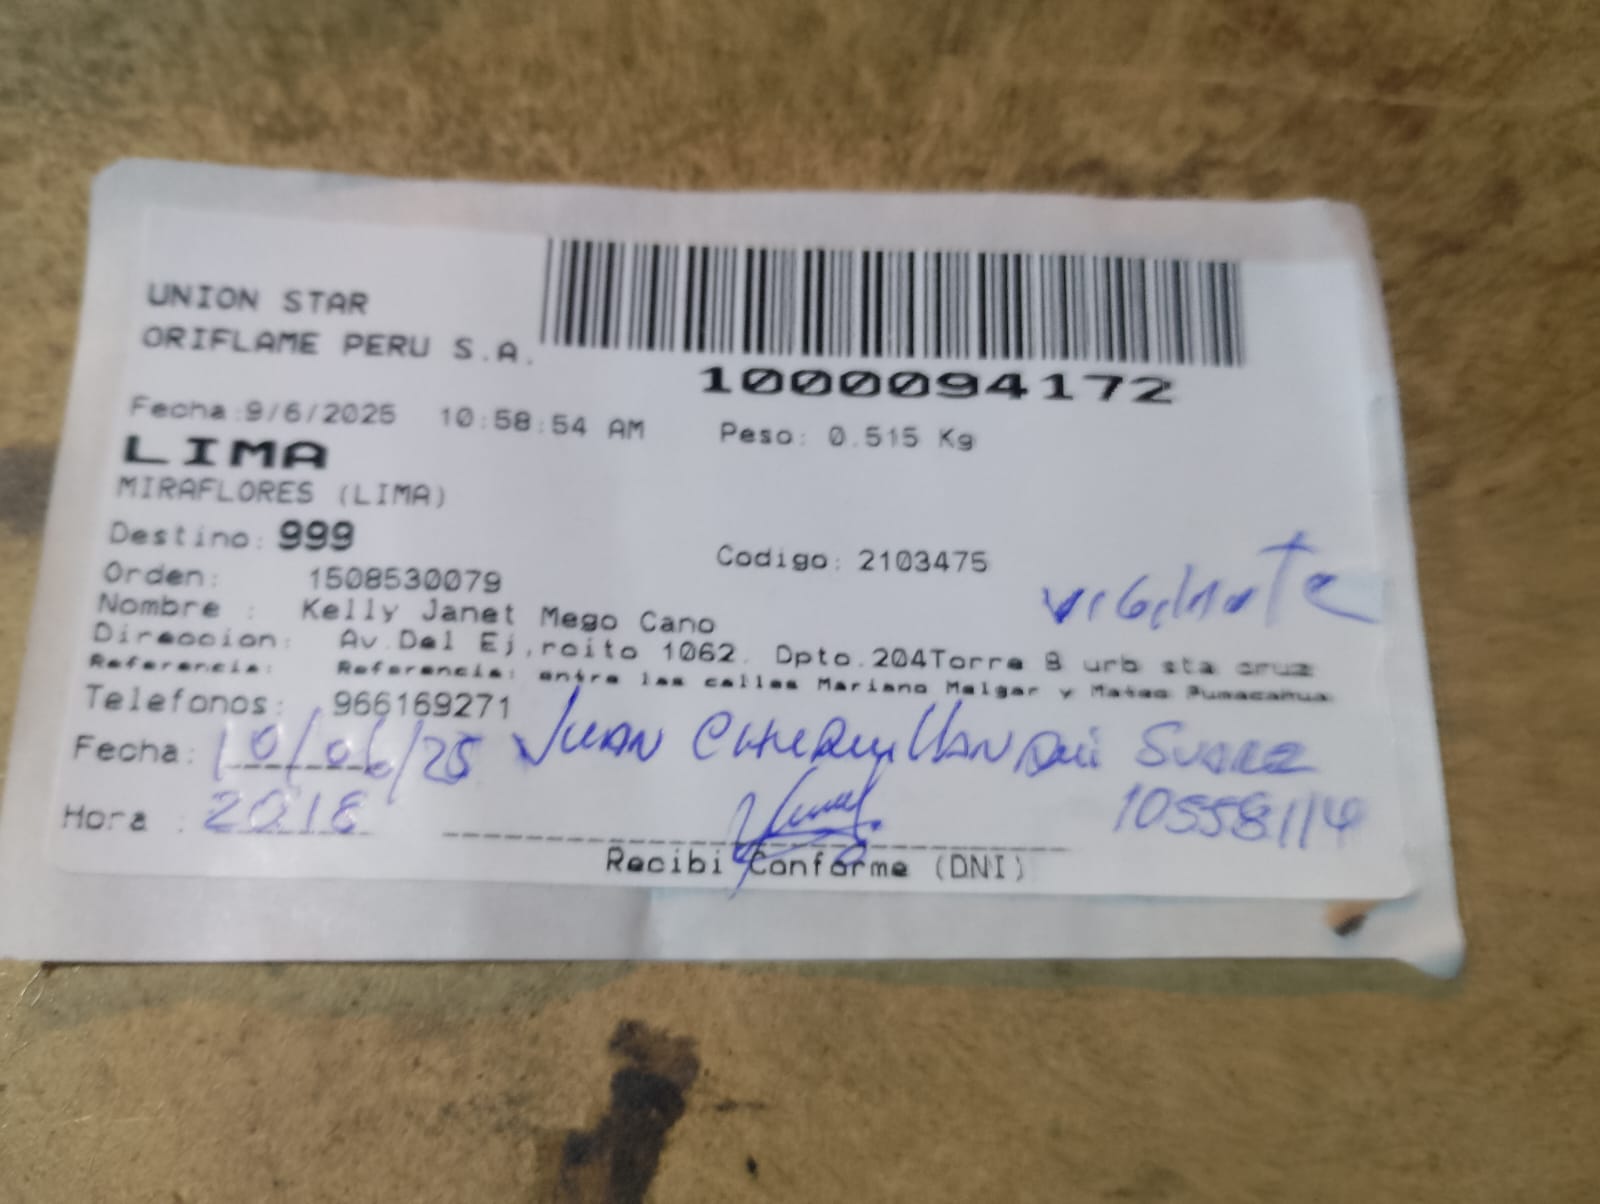 UNION STAR
ORIFLAME PERU S.A.
1000094172
Fecha:9/6/2025 10:58:54 AM Peso: 0.515 Kg
LIMA
MIRAFLORES (LIMA)
Destino: 999
Codigo: 2103475
Orden: 1508530079
vigilante
Nombre : Kelly Janet Mego Cano
Direccion: Av.Del Ej,rcito 1062. Dpto.204Torre B urb sta cruz
Referencia: Referencia: entre las calles Mariano Melgar y Mateo Pumacahua
Telefonos: 966169271
Fecha: 10/06/25 JUAN SUAREZ
Hora : 2018 10558114
Recibi Conforme (DNI)